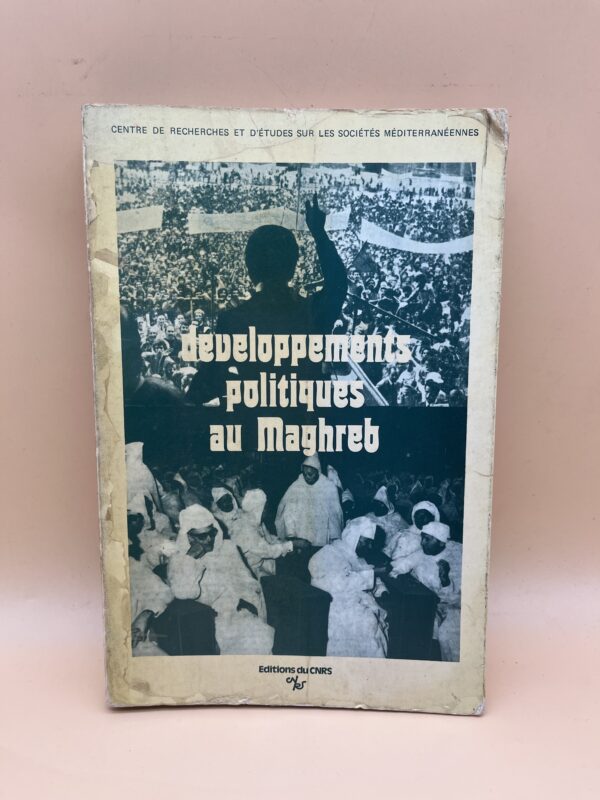 CENTRE DE RECHERCHES ET D'ÉTUDES SUR LES SOCIÉTÉS MÉDITERRANÉENNES
développements
politiques
au Maghreb
Editions du CNRS